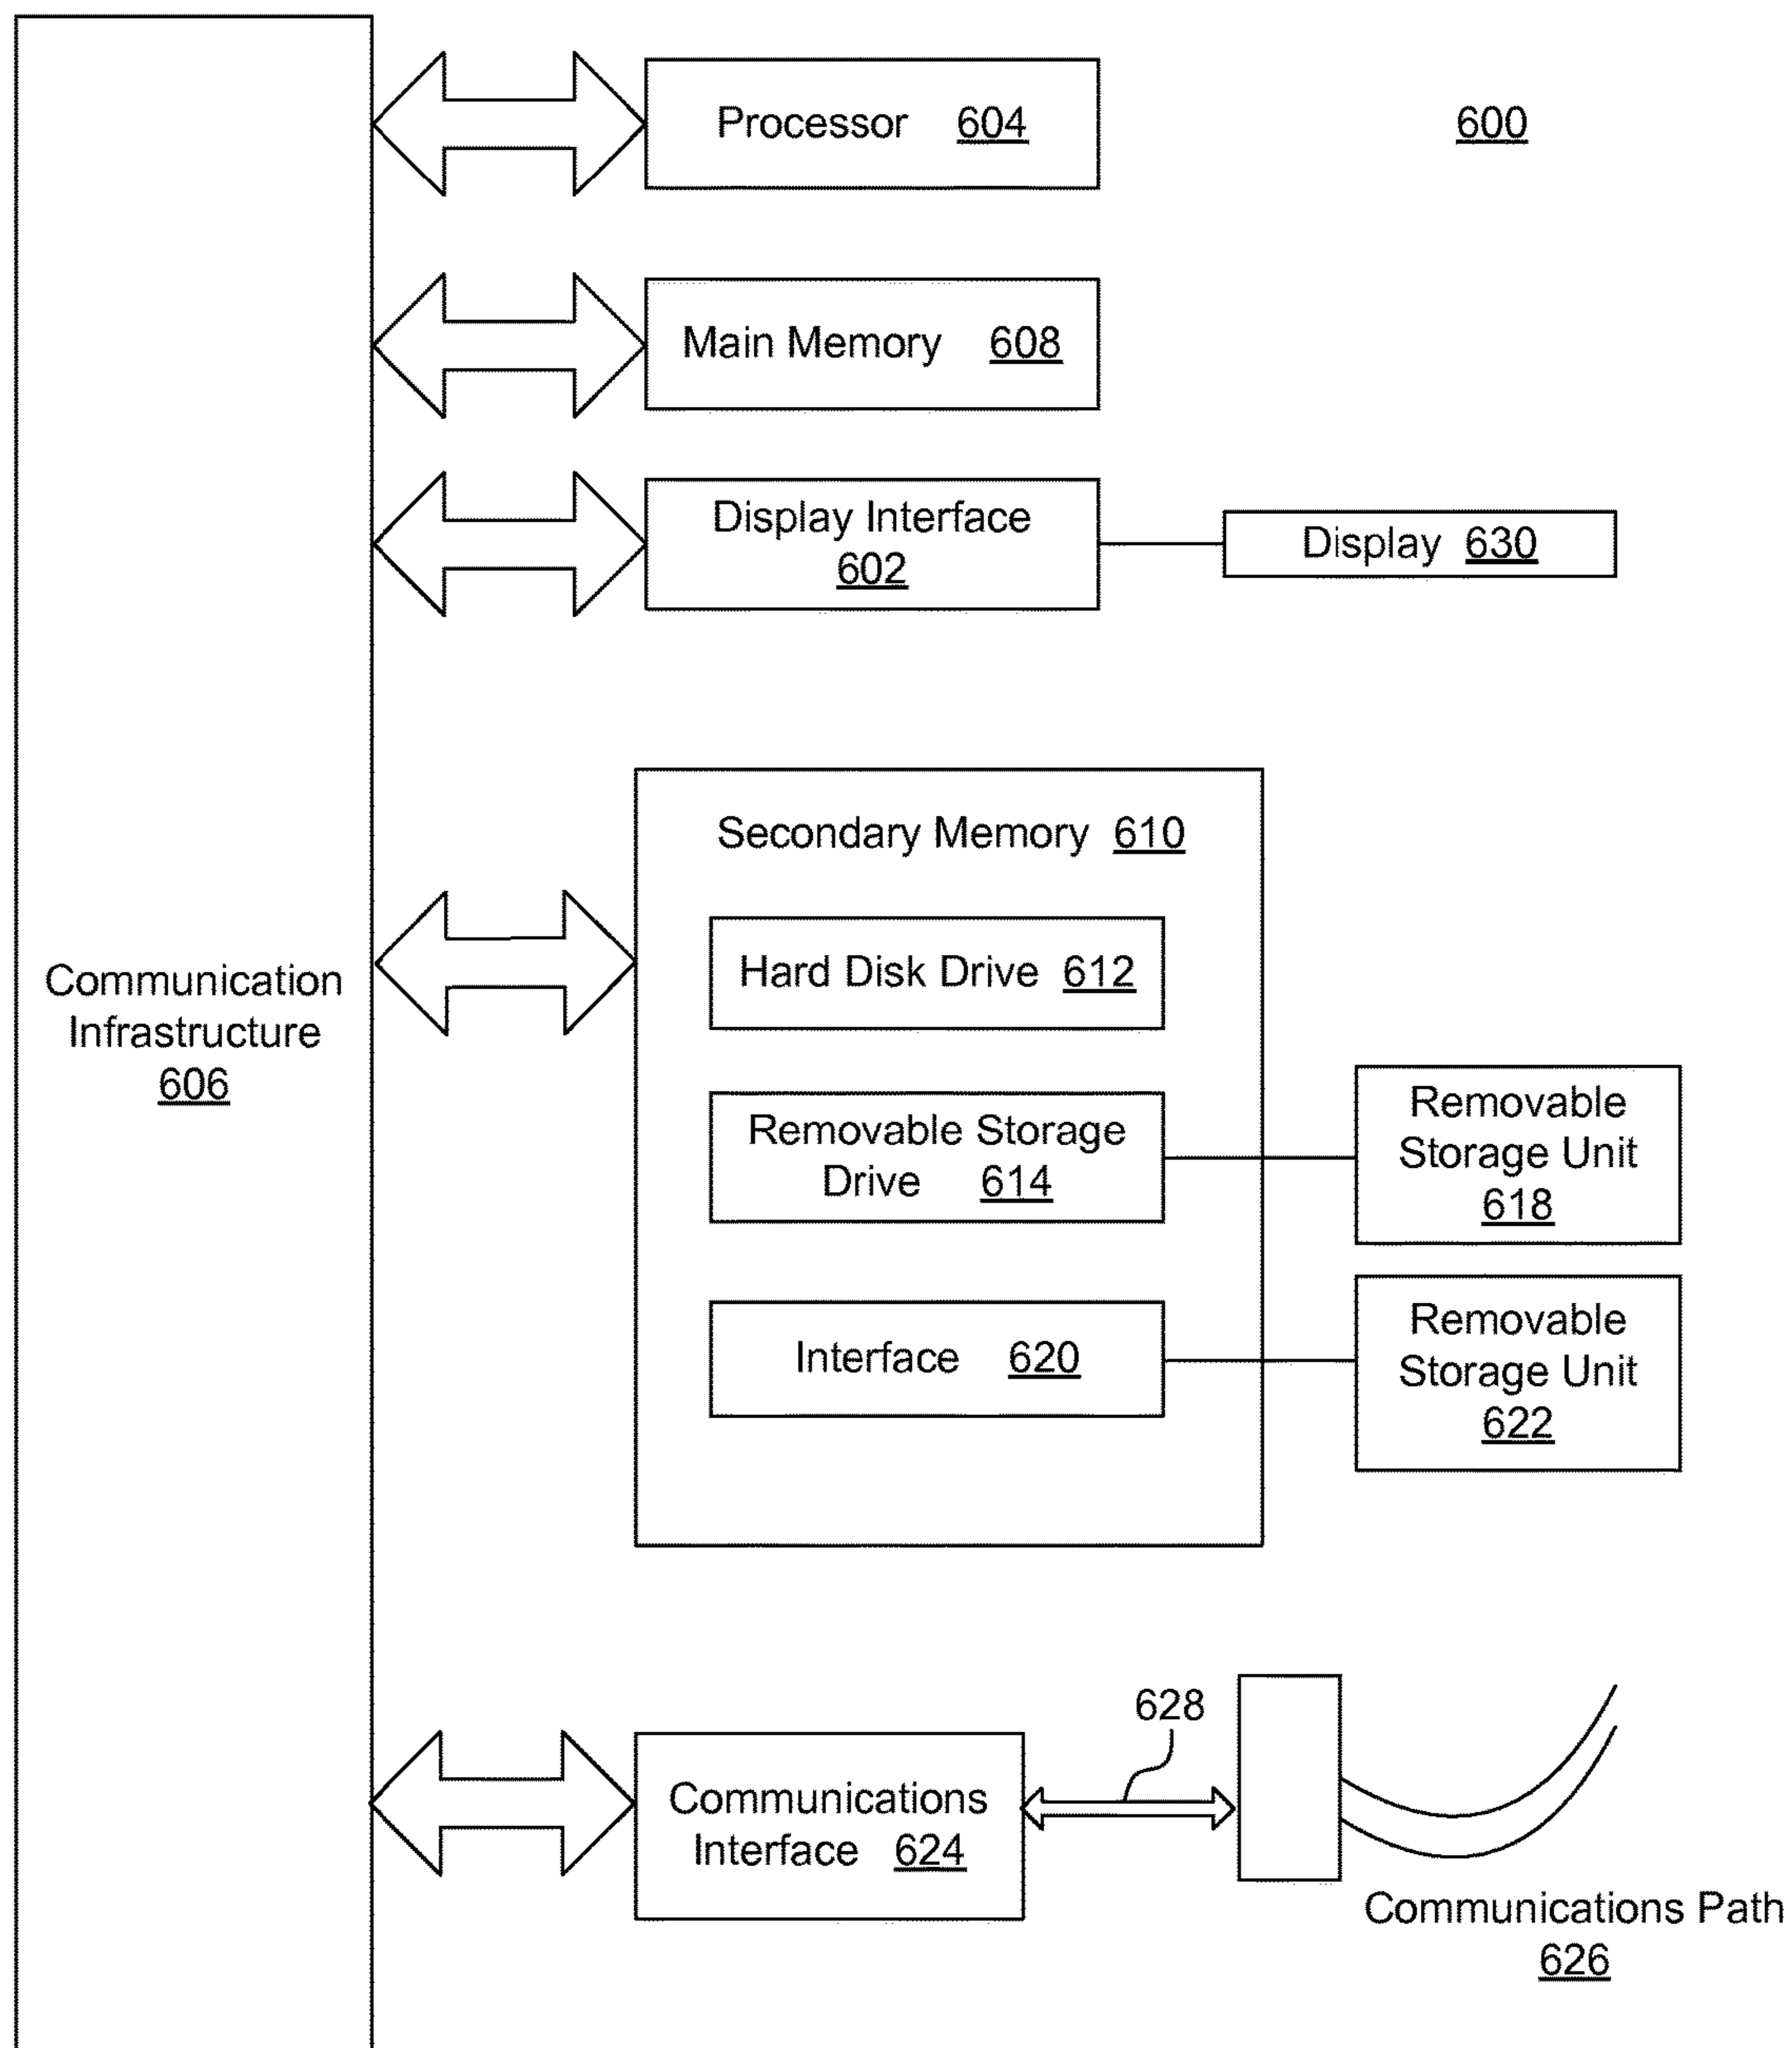 Processor 604
600
Main Memory 608
Display Interface
602
Display 630
Secondary Memory 610
Hard Disk Drive 612
Communication
Infrastructure
606
Removable Storage
Drive 614
Removable
Storage Unit
618
Interface 620
Removable
Storage Unit
622
628
Communications
Interface 624
Communications Path
626